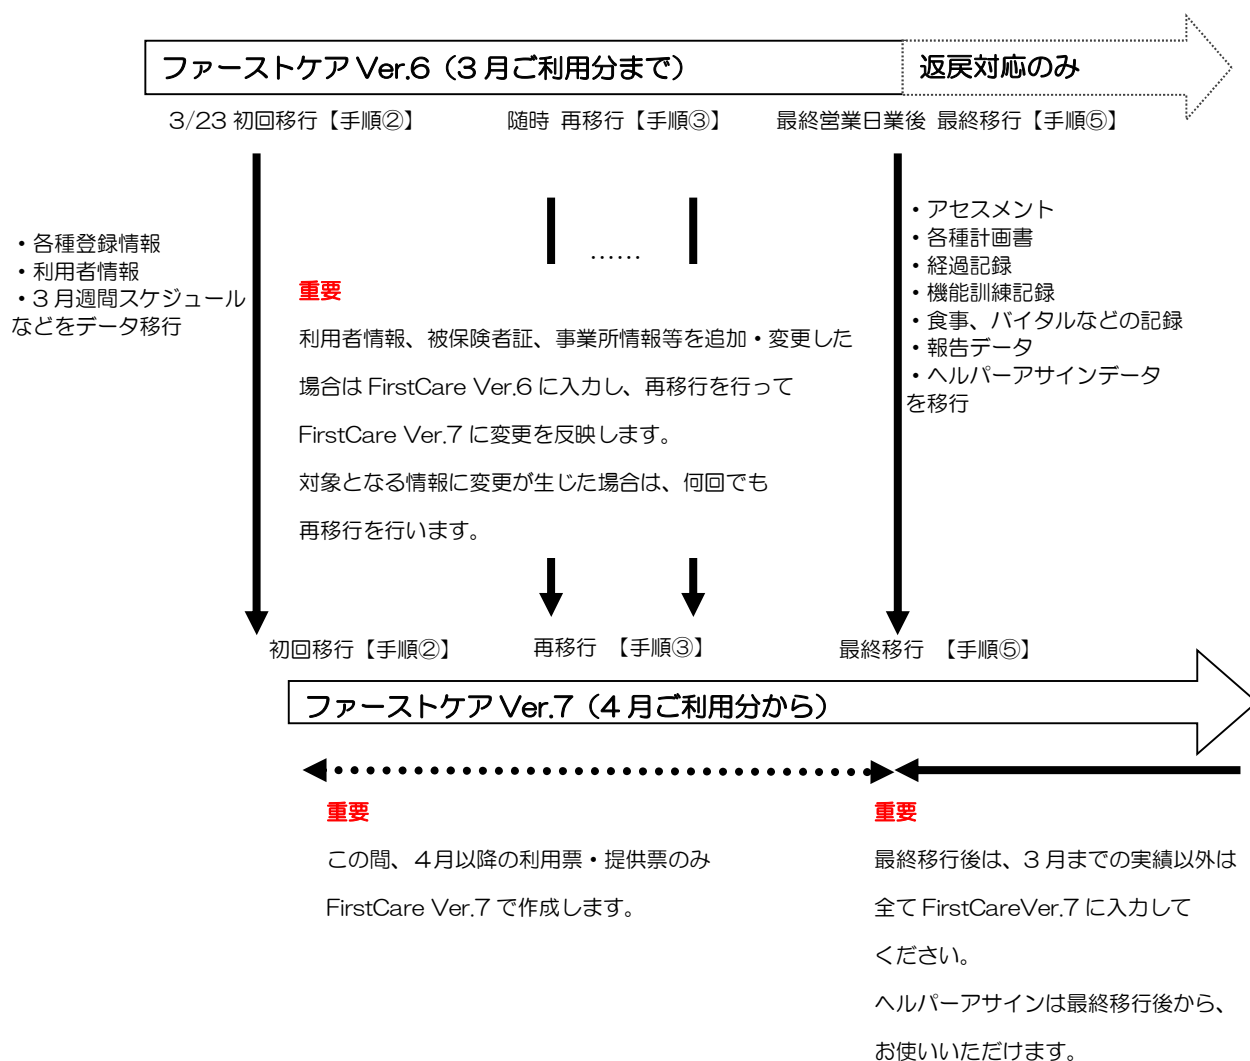 ファーストケア Ver.6（3 月ご利用分まで）
返戻対応のみ
3/23 初回移行【手順②】
随時 再移行【手順③】
最終営業日業後 最終移行【手順⑤】
・各種登録情報
・利用者情報
・3 月週間スケジュール
などをデータ移行
……
重要
利用者情報、被保険者証、事業所情報等を追加・変更した
場合は FirstCare Ver.6 に入力し、再移行を行って
FirstCare Ver.7 に変更を反映します。
対象となる情報に変更が生じた場合は、何回でも
再移行を行います。
・アセスメント
・各種計画書
・経過記録
・機能訓練記録
・食事、バイタルなどの記録
・報告データ
・ヘルパーアサインデータ
を移行
初回移行【手順②】
再移行 【手順③】
最終移行 【手順⑤】
ファーストケア Ver.7（4 月ご利用分から）
重要
この間、４月以降の利用票・提供票のみ
FirstCare Ver.7 で作成します。
重要
最終移行後は、3 月までの実績以外は
全て FirstCareVer.7 に入力して
ください。
ヘルパーアサインは最終移行後から、
お使いいただけます。